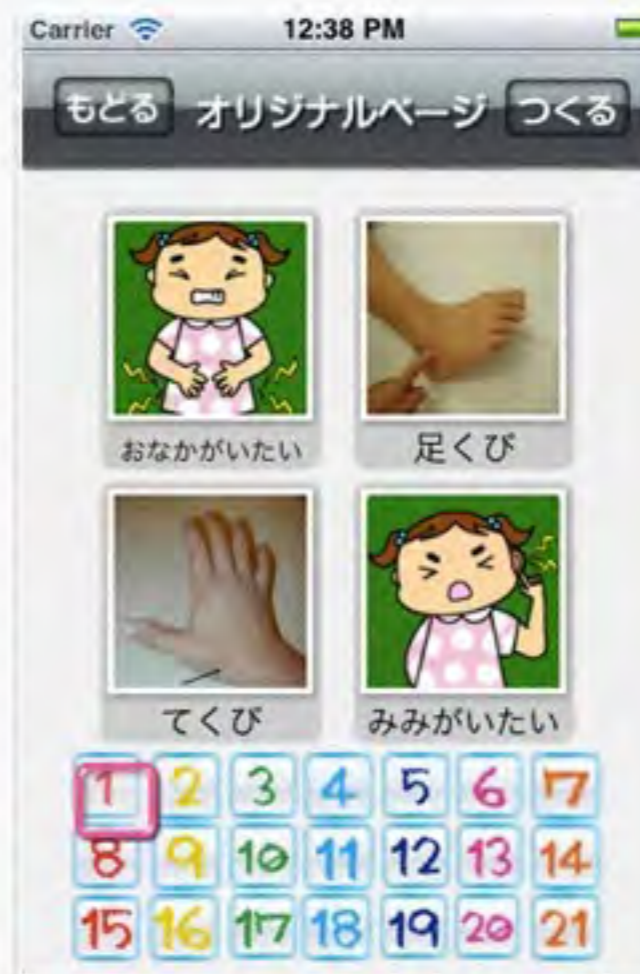 Carrier 12:38 PM
もどる オリジナルページ つくる
おなかがいたい 足くび
てくび みみがいたい
1 2 3 4 5 6 7
8 9 10 11 12 13 14
15 16 17 18 19 20 21